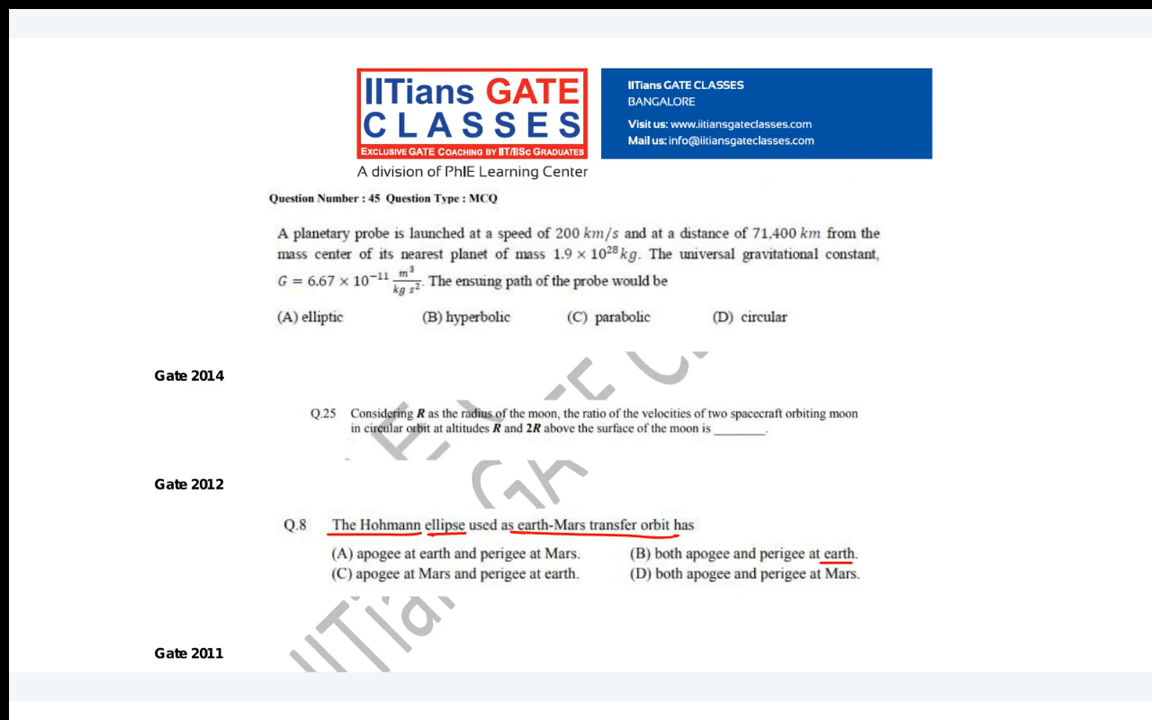 IITians GATE
CLASSES
EXCLUSIVE GATE COACHING BY IIT/IISC GRADUATES
A division of PhIE Learning Center
IITians GATE CLASSES
BANGALORE
Visit us: www.iitiansgateclasses.com
Mail us: info@iitiansgateclasses.com
Question Number : 45 Question Type : MCQ
A planetary probe is launched at a speed of 200 km/s and at a distance of 71,400 km from the
mass center of its nearest planet of mass 1.9 × 10²⁸ kg. The universal gravitational constant,
G = 6.67 × 10⁻¹¹ m³/kg s². The ensuing path of the probe would be
(A) elliptic (B) hyperbolic (C) parabolic (D) circular
Gate 2014
Q.25 Considering R as the radius of the moon, the ratio of the velocities of two spacecraft orbiting moon
in circular orbit at altitudes R and 2R above the surface of the moon is ________.
Gate 2012
Q.8 The Hohmann ellipse used as earth-Mars transfer orbit has
(A) apogee at earth and perigee at Mars. (B) both apogee and perigee at earth.
(C) apogee at Mars and perigee at earth. (D) both apogee and perigee at Mars.
Gate 2011